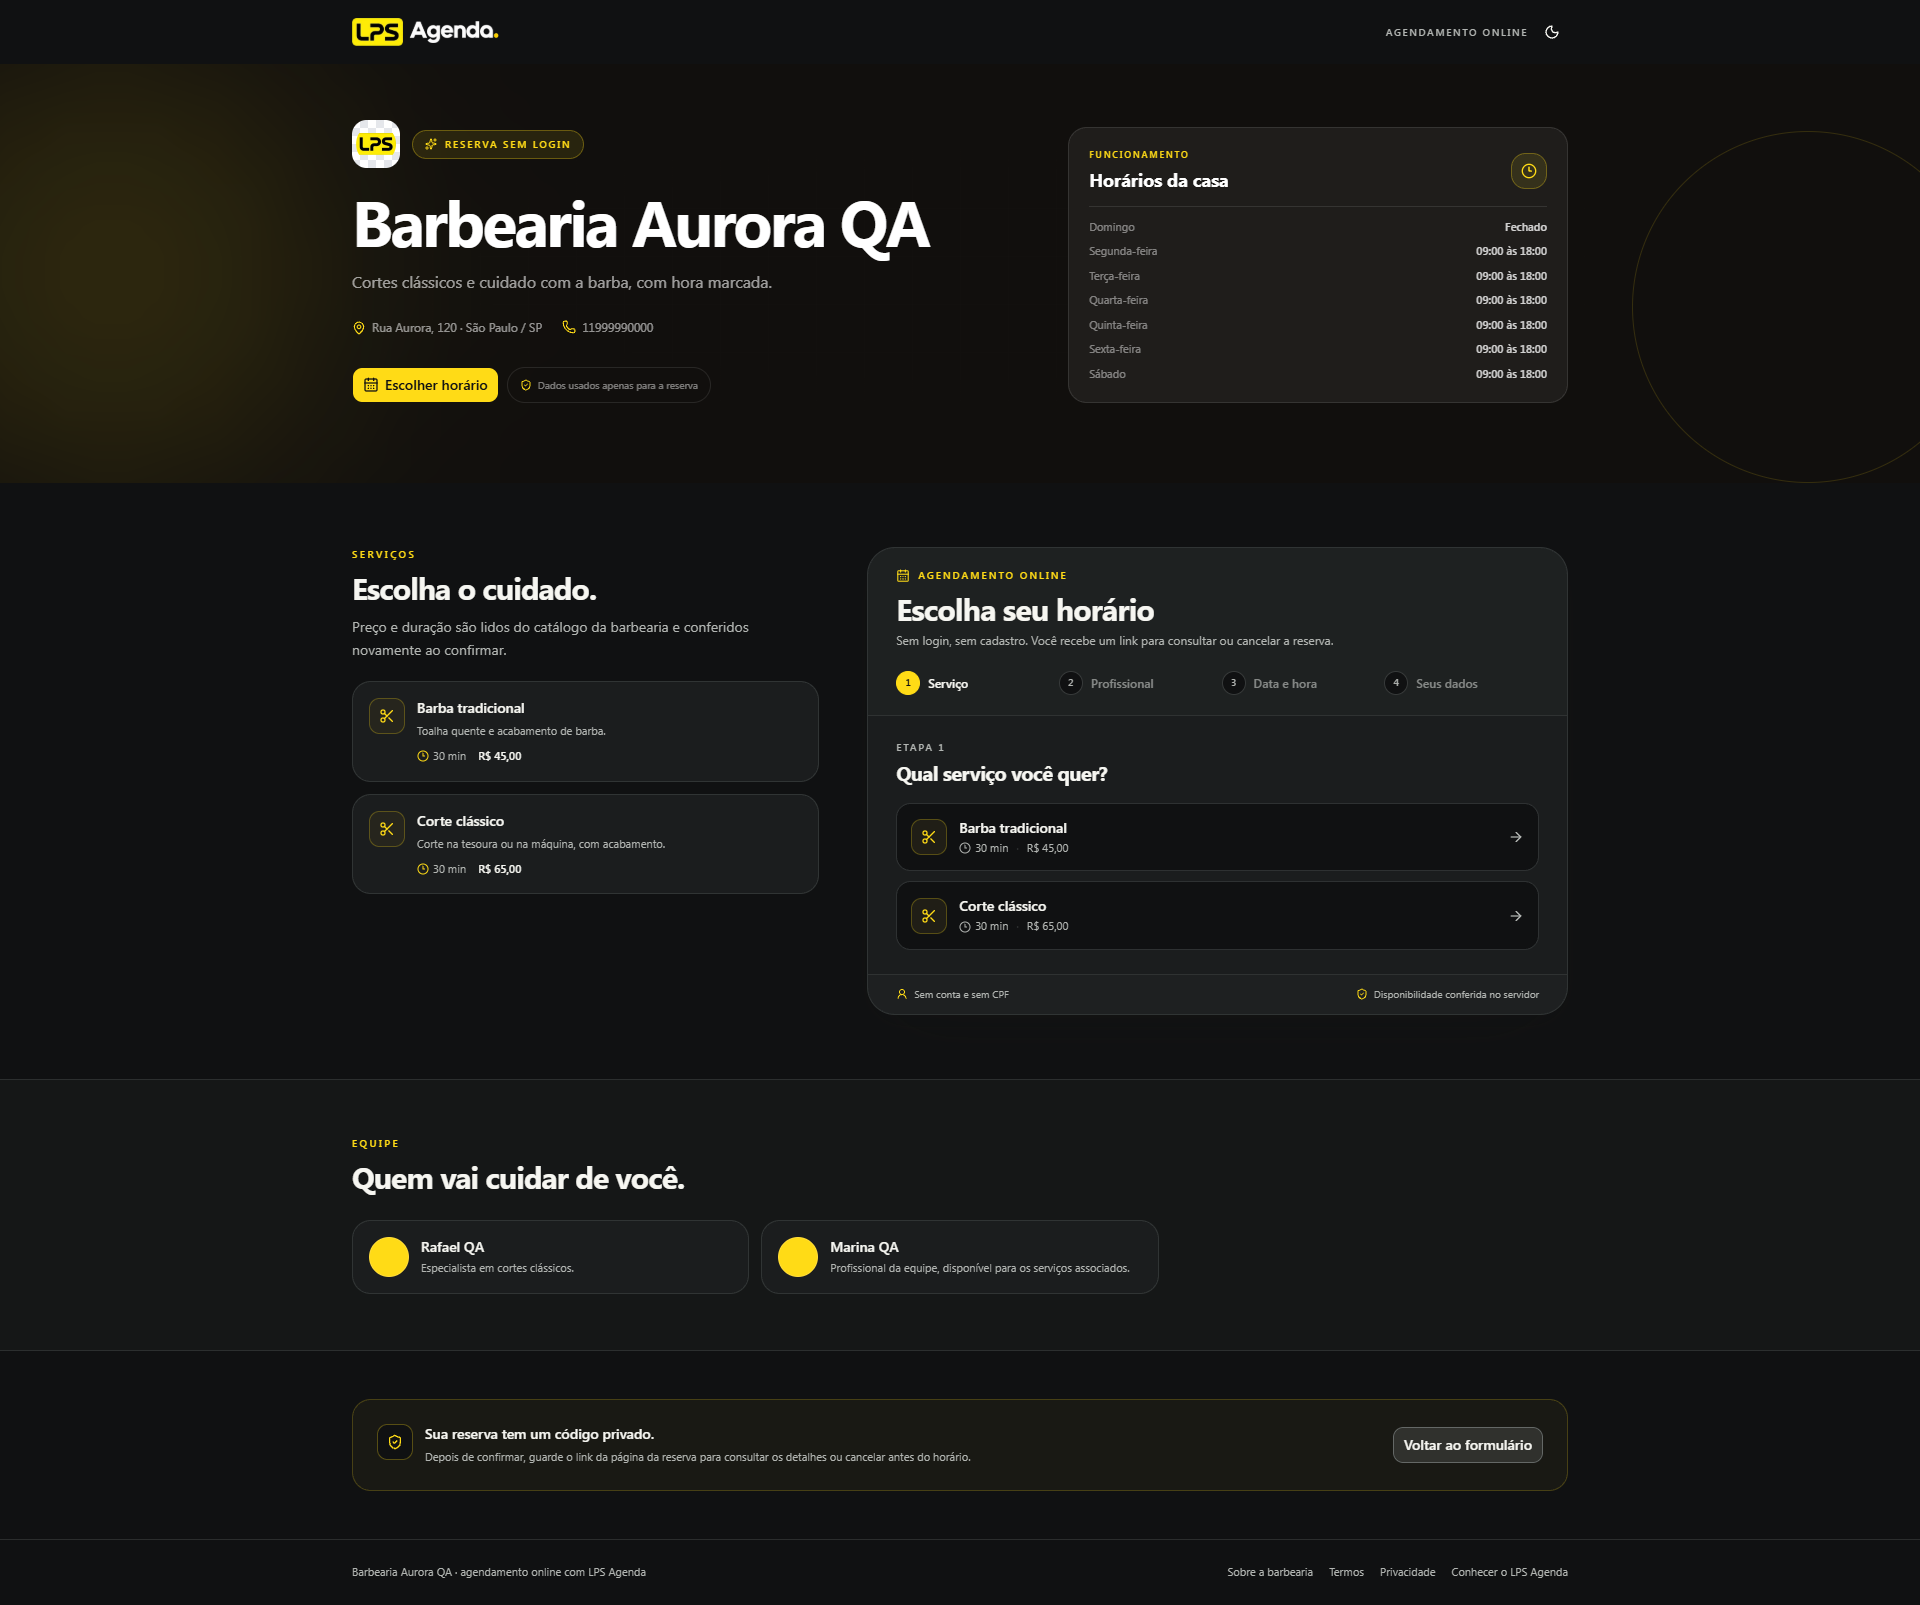 LPS Agenda.
AGENDAMENTO ONLINE
LPS
RESERVA SEM LOGIN
Barbearia Aurora QA
Cortes clássicos e cuidado com a barba, com hora marcada.
Rua Aurora, 120 · São Paulo / SP
11999990000
Escolher horário
Dados usados apenas para a reserva
FUNCIONAMENTO
Horários da casa
Domingo Fechado
Segunda-feira 09:00 às 18:00
Terça-feira 09:00 às 18:00
Quarta-feira 09:00 às 18:00
Quinta-feira 09:00 às 18:00
Sexta-feira 09:00 às 18:00
Sábado 09:00 às 18:00
SERVIÇOS
Escolha o cuidado.
Preço e duração são lidos do catálogo da barbearia e conferidos
novamente ao confirmar.
Barba tradicional
Toalha quente e acabamento de barba.
30 min R$ 45,00
Corte clássico
Corte na tesoura ou na máquina, com acabamento.
30 min R$ 65,00
AGENDAMENTO ONLINE
Escolha seu horário
Sem login, sem cadastro. Você recebe um link para consultar ou cancelar a reserva.
1 Serviço
2 Profissional
3 Data e hora
4 Seus dados
ETAPA 1
Qual serviço você quer?
Barba tradicional
30 min · R$ 45,00
Corte clássico
30 min · R$ 65,00
Sem conta e sem CPF
Disponibilidade conferida no servidor
EQUIPE
Quem vai cuidar de você.
Rafael QA
Especialista em cortes clássicos.
Marina QA
Profissional da equipe, disponível para os serviços associados.
Sua reserva tem um código privado.
Depois de confirmar, guarde o link da página da reserva para consultar os detalhes ou cancelar antes do horário.
Voltar ao formulário
Barbearia Aurora QA · agendamento online com LPS Agenda
Sobre a barbearia
Termos
Privacidade
Conhecer o LPS Agenda